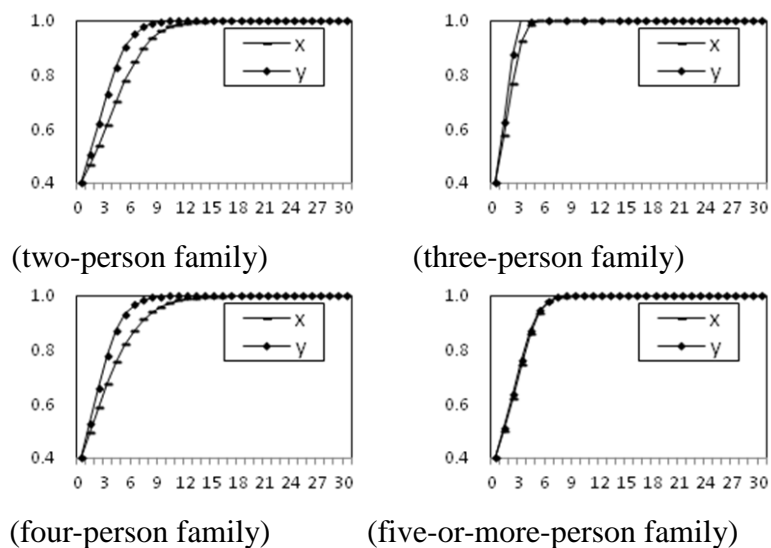 1.0 1.0
0.8 0.8
0.6 0.6
0.4 0.4
x x
y y
0 3 6 9 12 15 18 21 24 27 30 0 3 6 9 12 15 18 21 24 27 30
(two-person family) (three-person family)
1.0 1.0
0.8 0.8
0.6 0.6
0.4 0.4
x x
y y
0 3 6 9 12 15 18 21 24 27 30 0 3 6 9 12 15 18 21 24 27 30
(four-person family) (five-or-more-person family)